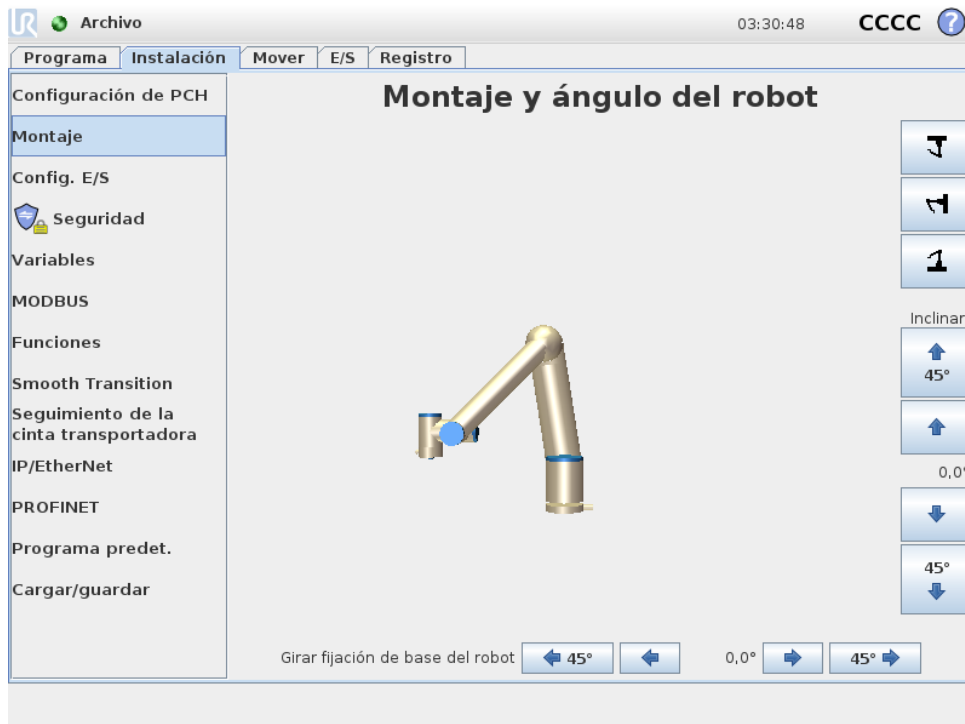 UR Archivo 03:30:48 CCCC ?
Programa Instalación Mover E/S Registro
Configuración de PCH
Montaje
Config. E/S
Seguridad
Variables
MODBUS
Funciones
Smooth Transition
Seguimiento de la
cinta transportadora
IP/EtherNet
PROFINET
Programa predet.
Cargar/guardar
Montaje y ángulo del robot
Inclinar
45°
0,0°
45°
Girar fijación de base del robot 45° 0,0° 45°